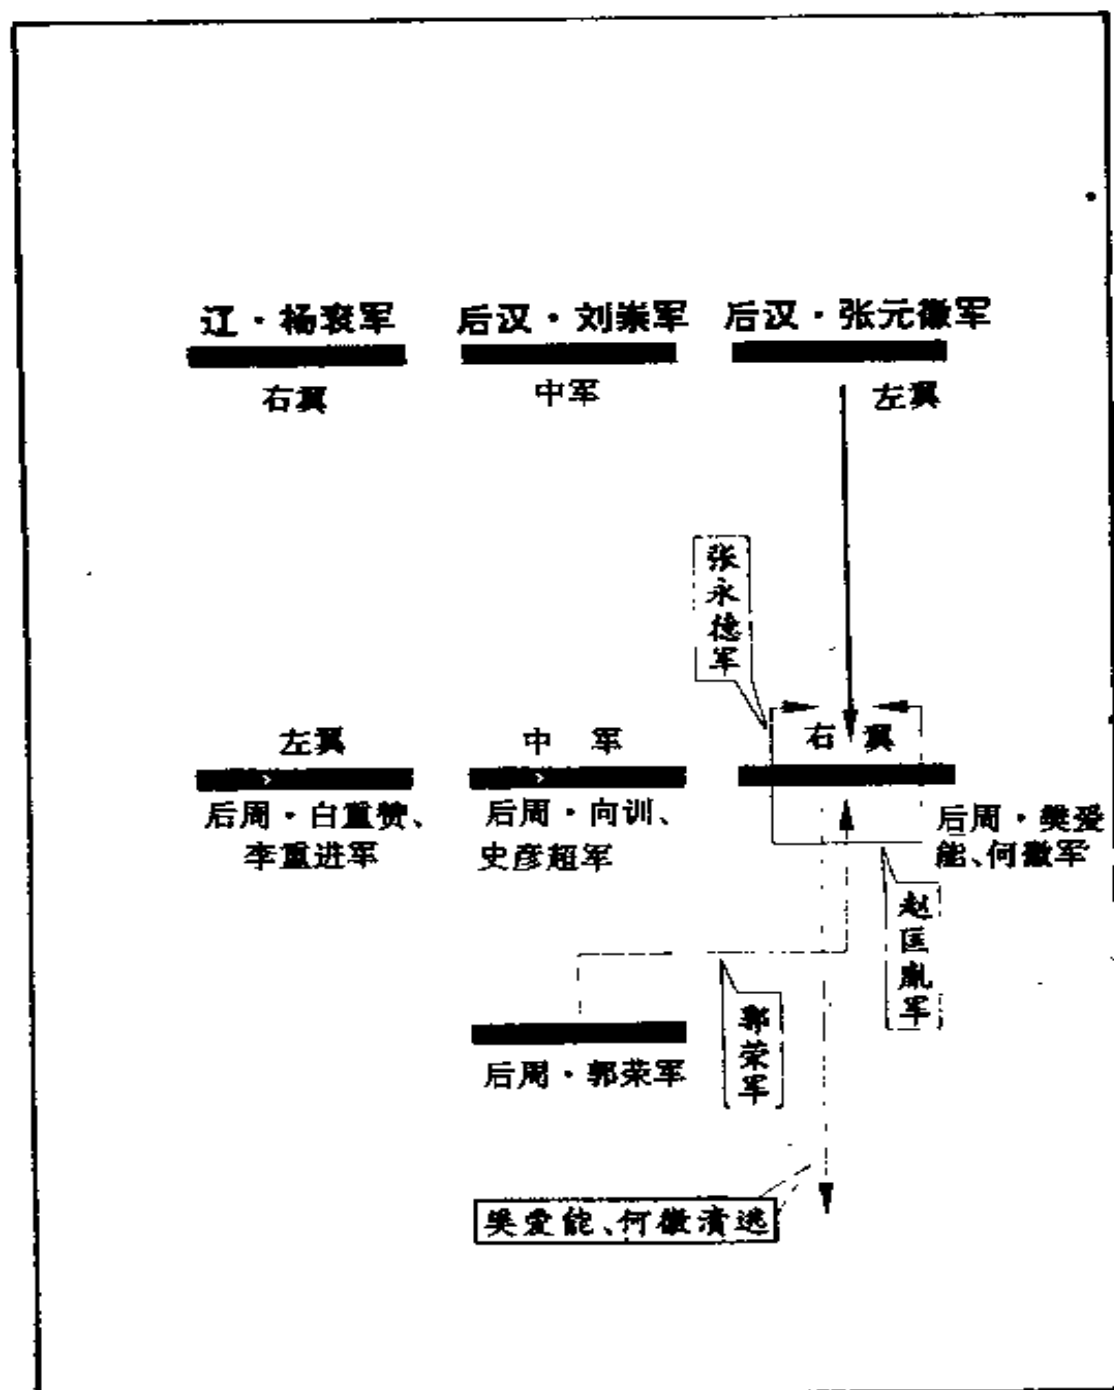 辽·杨衮军
后汉·刘崇军
后汉·张元徽军
右翼
中军
左翼
张永德军
左翼
中 军
右 翼
后周·白重赞、
李重进军
后周·向训、
史彦超军
后周·樊爱
能、何徽军
赵匡胤军
郭荣军
后周·郭荣军
樊爱能、何徽溃逃